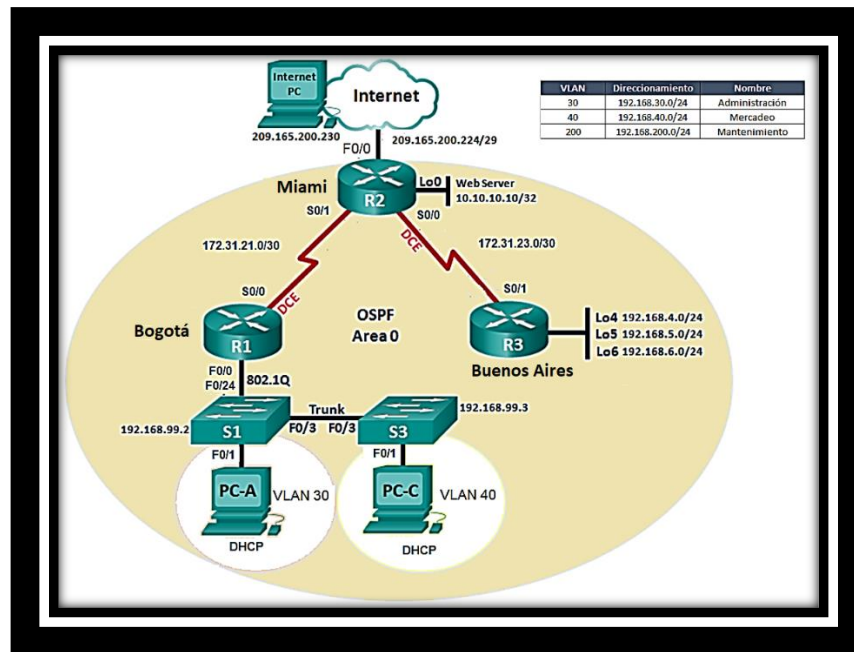 Internet
PC
Internet
209.165.200.230
209.165.200.224/29
F0/0
VLAN Direccionamiento Nombre
30 192.168.30.0/24 Administración
40 192.168.40.0/24 Mercadeo
200 192.168.200.0/24 Mantenimiento
Miami
R2
Lo0
Web Server
10.10.10.10/32
S0/1
S0/0
DCE
172.31.21.0/30
172.31.23.0/30
S0/0
DCE
S0/1
Bogotá
R1
OSPF
Area 0
R3
Buenos Aires
Lo4 192.168.4.0/24
Lo5 192.168.5.0/24
Lo6 192.168.6.0/24
F0/0
F0/24
802.1Q
192.168.99.2
S1
Trunk
F0/3 F0/3
S3
192.168.99.3
F0/1
F0/1
PC-A
VLAN 30
PC-C
VLAN 40
DHCP
DHCP